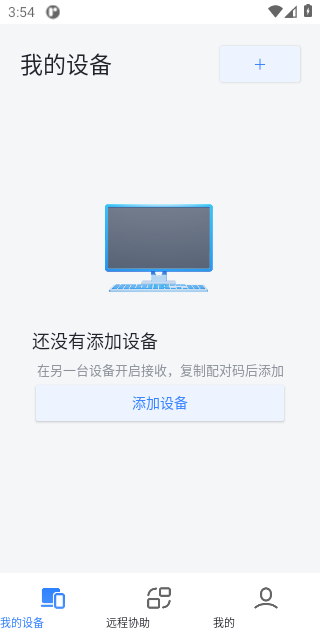 3:54
我的设备
+
还没有添加设备
在另一台设备开启接收，复制配对码后添加
添加设备
我的设备
远程协助
我的